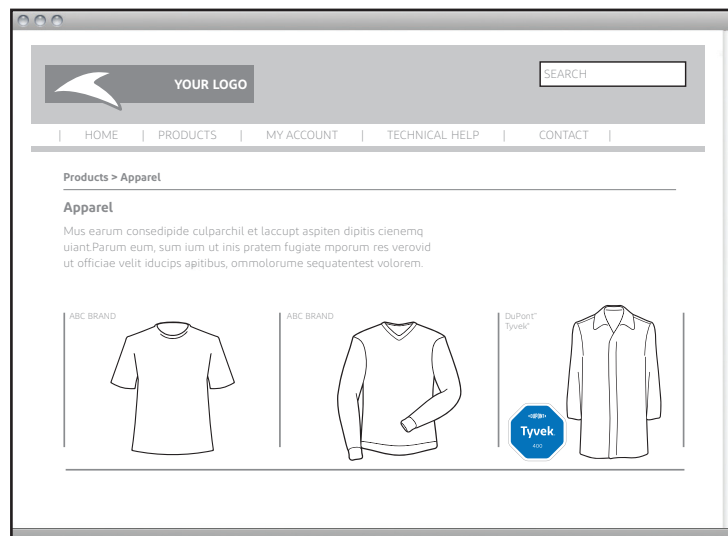 YOUR LOGO
SEARCH
| HOME | PRODUCTS | MY ACCOUNT | TECHNICAL HELP | CONTACT |
Products > Apparel
Apparel
Mus earum consedipide culparchil et laccupt aspiten dipitis cienemq
uiant.Parum eum, sum ium ut inis pratem fugiate mporum res verovid
ut officiae velit iducips apitibus, ommolorume sequatentest volorem.
ABC BRAND
ABC BRAND
DuPont™
Tyvek®
DUPONT
Tyvek
400